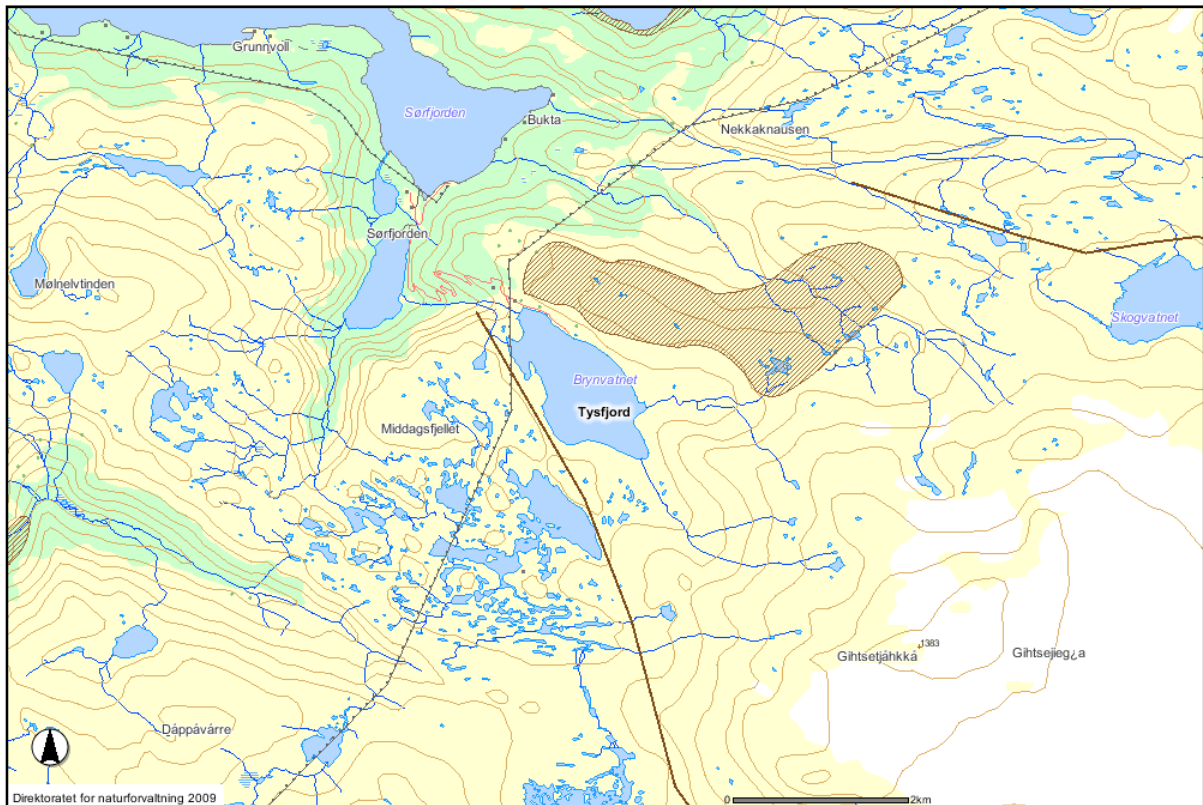 Grunnvoll
Sørfjorden
Bukta
Nekkaknausen
Sørfjorden
Mølnelvtinden
Skogvatnet
Brynvatnet
Tysfjord
Middagsfjellet
1383
Gihtsetjåhkkå
Gihtsejieg¿a
Dáppávárre
Direktoratet for naturforvaltning 2009
0 2km